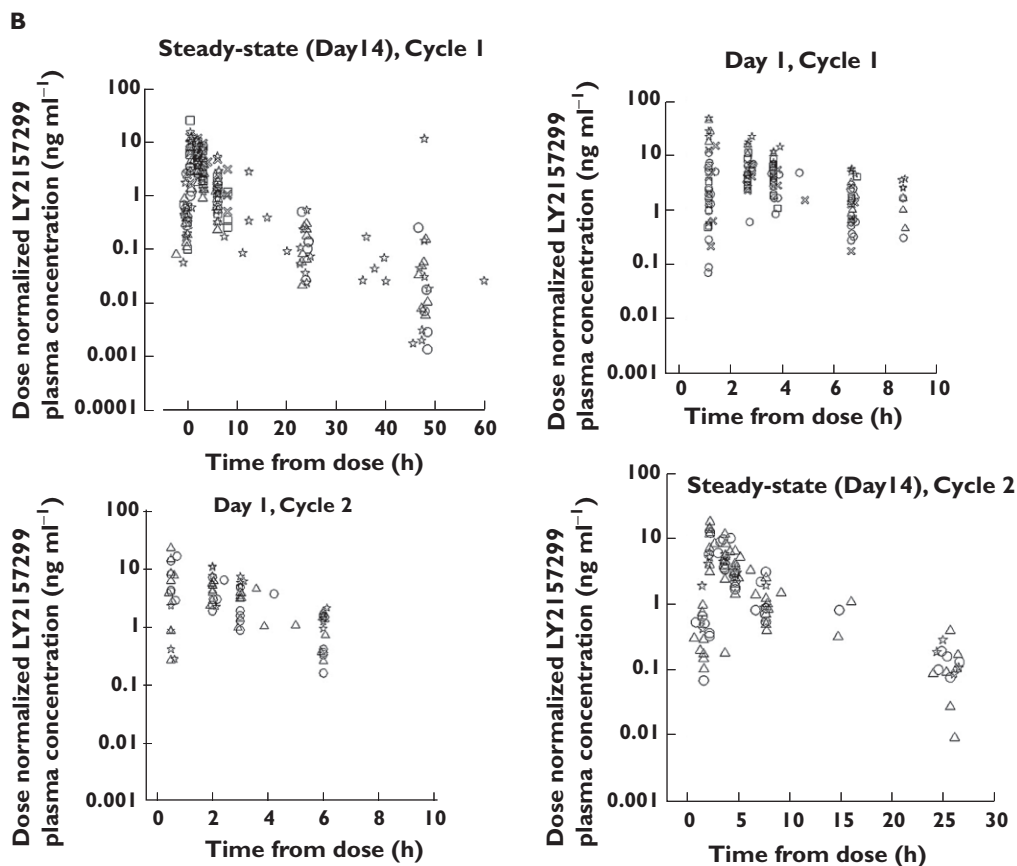 B
Steady-state (Day14), Cycle 1
Dose normalized LY2157299
plasma concentration (ng ml⁻¹)
100
10
1
0.1
0.01
0.001
0.0001
0 10 20 30 40 50 60
Time from dose (h)
Day 1, Cycle 1
Dose normalized LY2157299
plasma concentration (ng ml⁻¹)
100
10
1
0.1
0.01
0.001
0 2 4 6 8 10
Time from dose (h)
Day 1, Cycle 2
Dose normalized LY2157299
plasma concentration (ng ml⁻¹)
100
10
1
0.1
0.01
0.001
0 2 4 6 8 10
Time from dose (h)
Steady-state (Day14), Cycle 2
Dose normalized LY2157299
plasma concentration (ng ml⁻¹)
100
10
1
0.1
0.01
0.001
0 5 10 15 20 25 30
Time from dose (h)